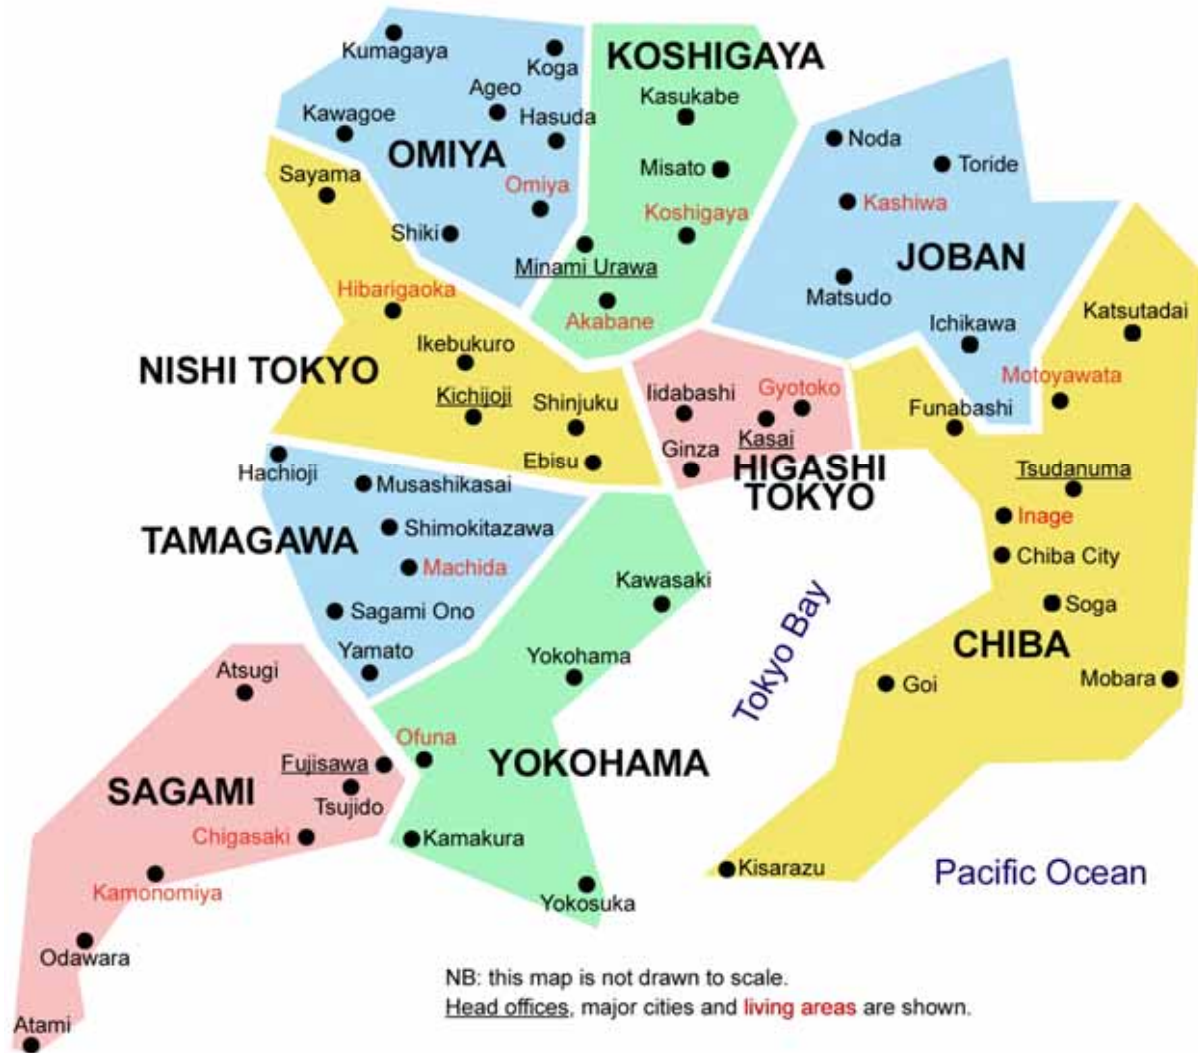 Kumagaya
Koga
KOSHIGAYA
Ageo
Kasukabe
Kawagoe
Hasuda
OMIYA
Noda
Toride
Misato
Sayama
Omiya
Koshigaya
Kashiwa
Shiki
JOBAN
Minami Urawa
Hibarigaoka
Akabane
Matsudo
Katsutadai
Ichikawa
Ikebukuro
NISHI TOKYO
Motoyawata
Kichijoji
Shinjuku
Iidabashi
Gyotoko
Funabashi
Kasai
Ebisu
Ginza
HIGASHI
TOKYO
Hachioji
Tsudanuma
Musashikasai
Inage
Shimokitazawa
TAMAGAWA
Chiba City
Machida
Kawasaki
Sagami Ono
Soga
Tokyo Bay
CHIBA
Yamato
Yokohama
Atsugi
Goi
Mobara
Ofuna
Fujisawa
YOKOHAMA
SAGAMI
Tsujido
Chigasaki
Kamakura
Kisarazu
Pacific Ocean
Kamonomiya
Yokosuka
Odawara
NB: this map is not drawn to scale.
Head offices, major cities and living areas are shown.
Atami